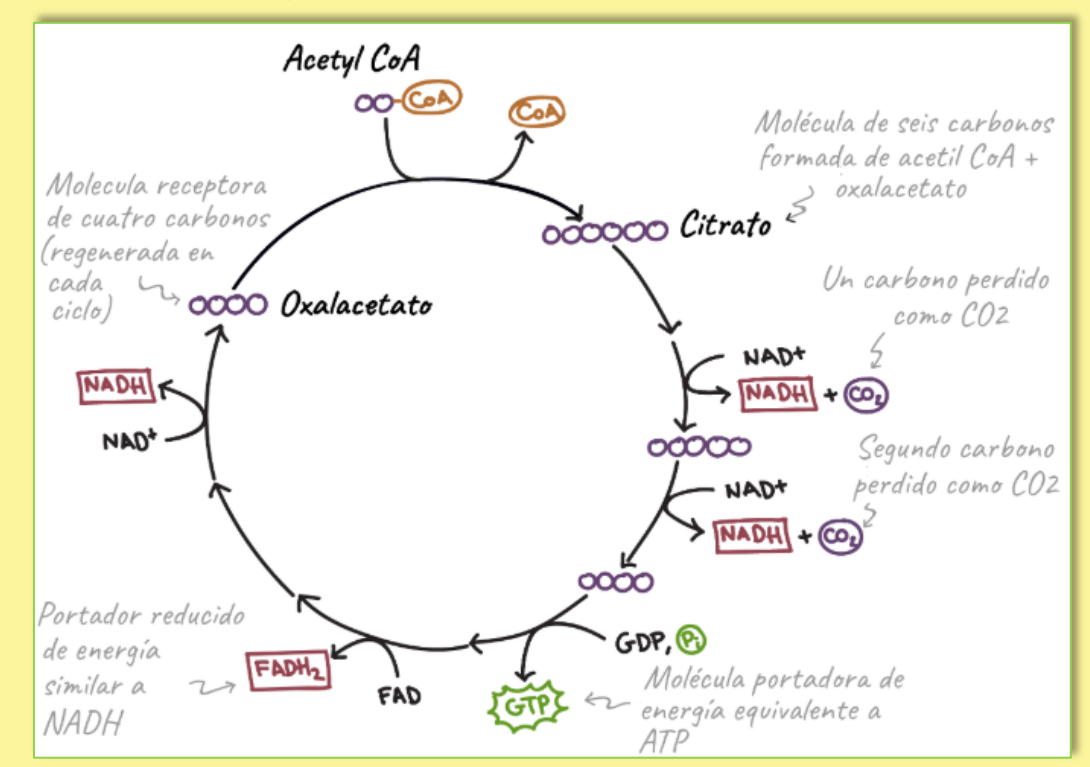 Acetyl CoA
CoA
CoA
Molécula de seis carbonos
formada de acetil CoA +
oxalacetato
Citrato
Molecula receptora
de cuatro carbonos
(regenerada en
cada
ciclo)
Oxalacetato
Un carbono perdido
como CO2
NAD+
NADH + CO2
Segundo carbono
perdido como CO2
NAD+
NADH + CO2
GDP, Pi
GTP
Molécula portadora de
energía equivalente a
ATP
FAD
FADH2
Portador reducido
de energía
similar a
NADH
NAD+
NADH